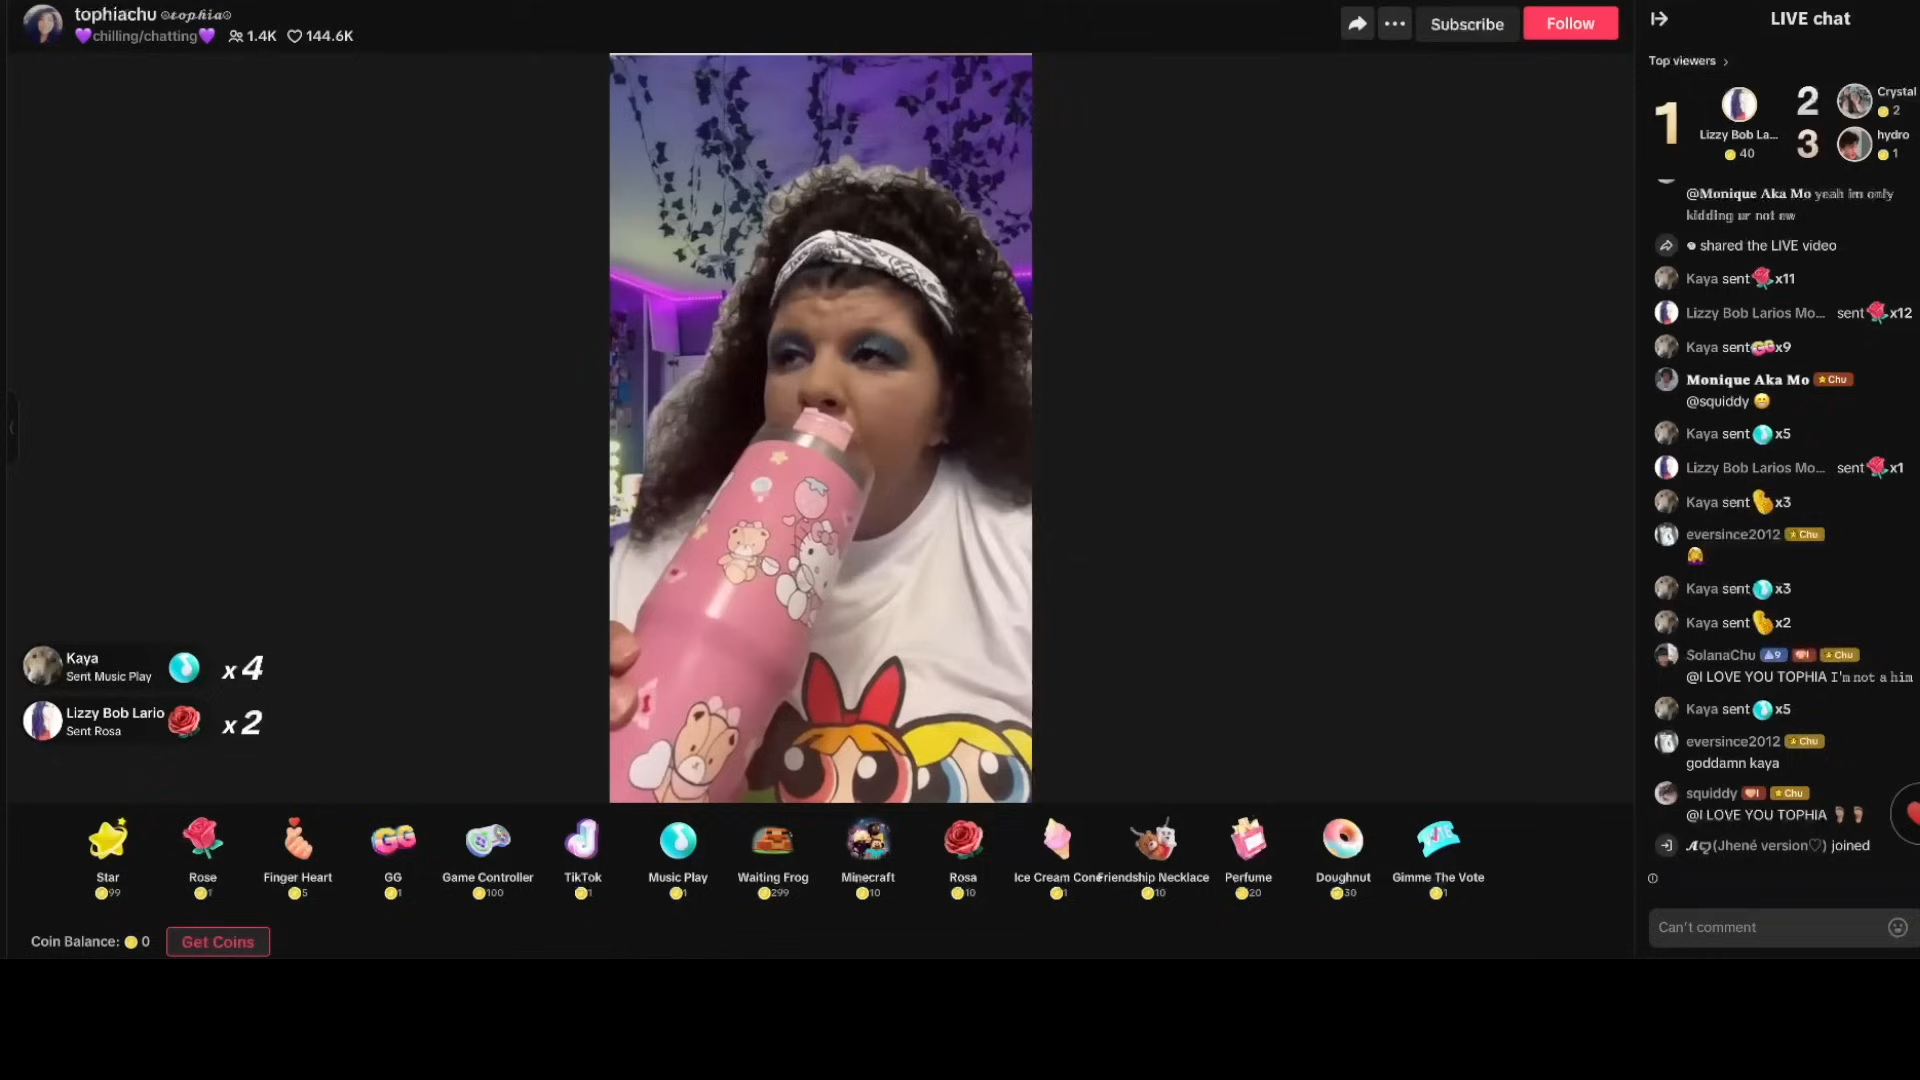 tophiachu ⊙𝓽𝓸𝓹𝓱𝓲𝓪⊙
💜chilling/chatting💜 1.4K 144.6K
Subscribe
Follow
LIVE chat
Top viewers
1
Lizzy Bob La...
40
2
Crystal
2
3
hydro
1
@Monique Aka Mo yeah im only
kidding ur not ew
shared the LIVE video
Kaya sent x11
Lizzy Bob Larios Mo... sent x12
Kaya sent x9
Monique Aka Mo Chu
@squiddy 😁
Kaya sent x5
Lizzy Bob Larios Mo... sent x1
Kaya sent x3
eversince2012 Chu
Kaya sent x3
Kaya sent x2
SolanaChu 9 I Chu
@I LOVE YOU TOPHIA I'm not a him
Kaya sent x5
eversince2012 Chu
goddamn kaya
squiddy I Chu
@I LOVE YOU TOPHIA 👣👣
(Jhené version♡) joined
Can't comment
Kaya
Sent Music Play
x 4
Lizzy Bob Lario
Sent Rosa
x 2
GG
Star
99
Rose
1
Finger Heart
5
GG
1
Game Controller
100
TikTok
1
Music Play
1
Waiting Frog
299
Minecraft
10
Rosa
10
Ice Cream Cone
1
Friendship Necklace
10
Perfume
20
Doughnut
30
Gimme The Vote
1
Coin Balance: 0
Get Coins